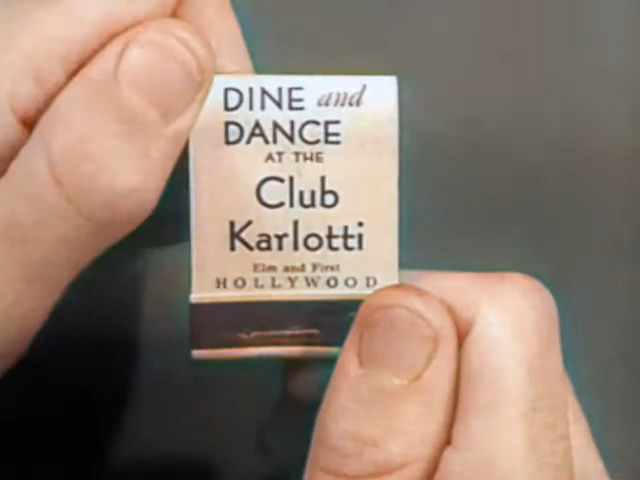 DINE and
DANCE
AT THE
Club
Karlotti
Elm and First
HOLLYWOOD